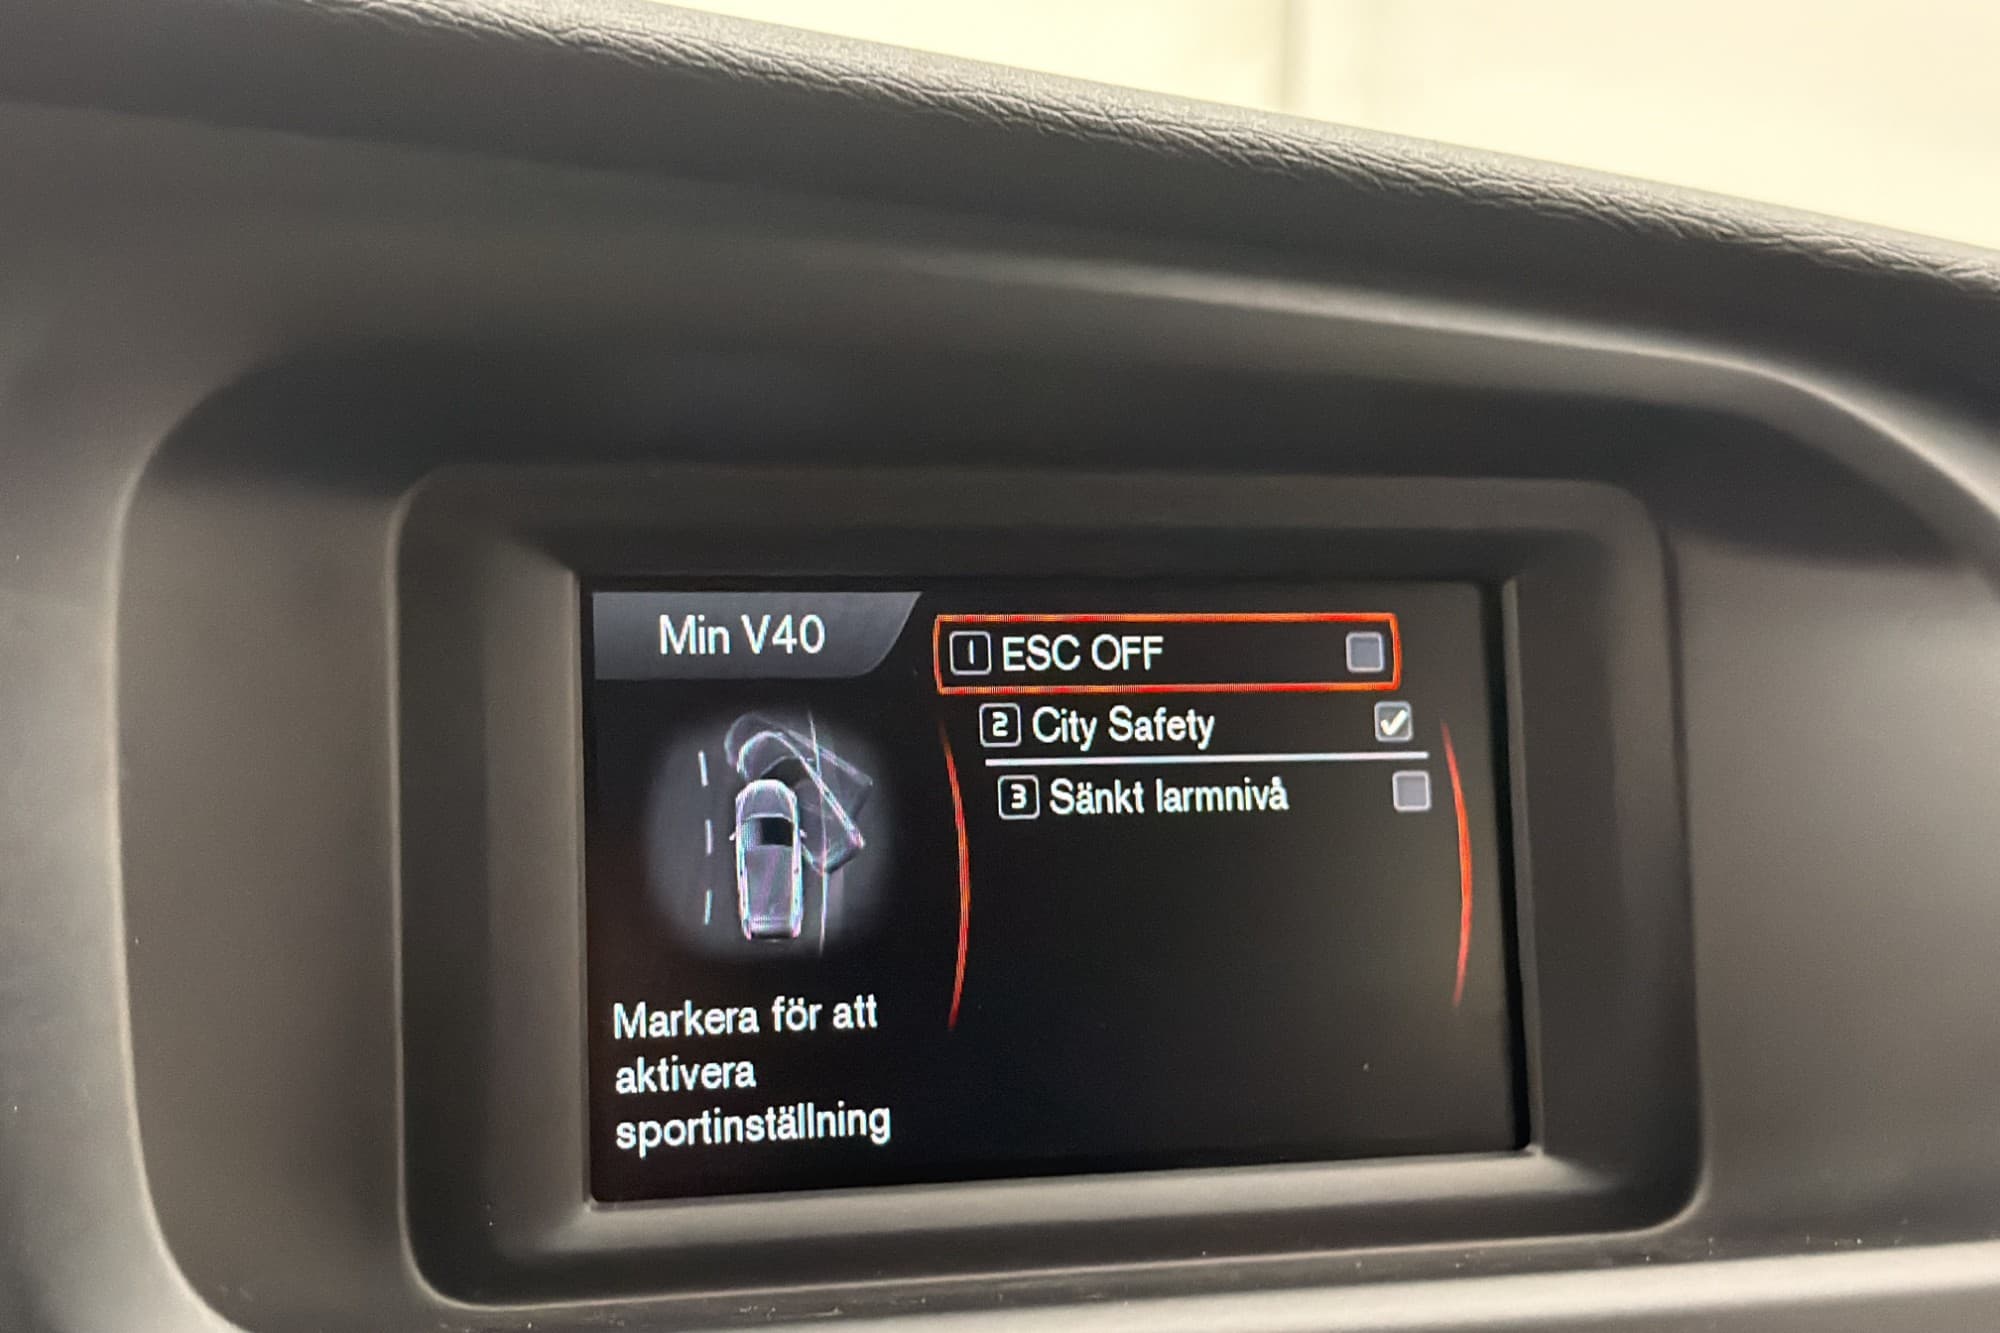 Min V40
1 ESC OFF
2 City Safety
3 Sänkt larmnivå
Markera för att
aktivera
sportinställning